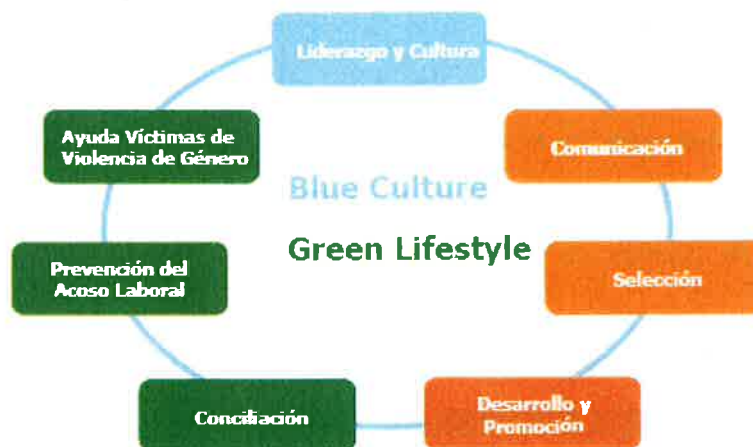 Liderazgo y Cultura
Comunicación
Selección
Desarrollo y
Promoción
Conciliación
Prevención del
Acoso Laboral
Ayuda Víctimas de
Violencia de Género
Blue Culture
Green Lifestyle